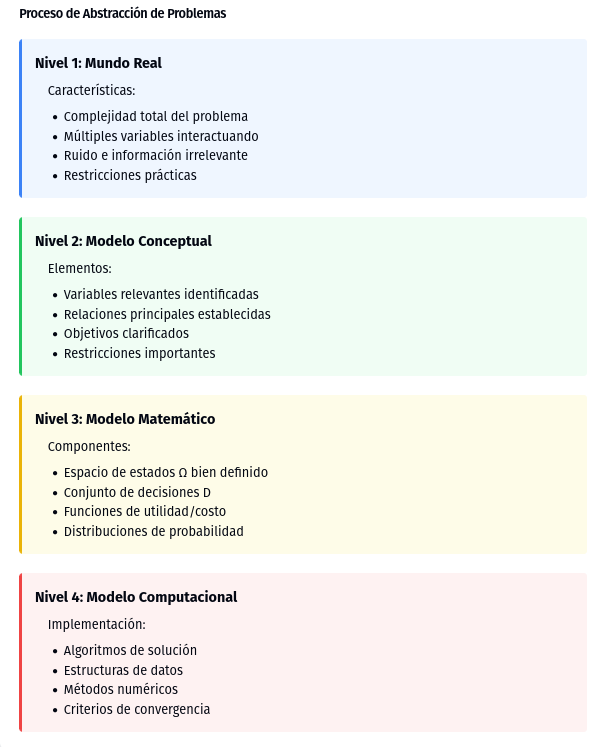 Proceso de Abstracción de Problemas
Nivel 1: Mundo Real
Características:
• Complejidad total del problema
• Múltiples variables interactuando
• Ruido e información irrelevante
• Restricciones prácticas
Nivel 2: Modelo Conceptual
Elementos:
• Variables relevantes identificadas
• Relaciones principales establecidas
• Objetivos clarificados
• Restricciones importantes
Nivel 3: Modelo Matemático
Componentes:
• Espacio de estados Ω bien definido
• Conjunto de decisiones D
• Funciones de utilidad/costo
• Distribuciones de probabilidad
Nivel 4: Modelo Computacional
Implementación:
• Algoritmos de solución
• Estructuras de datos
• Métodos numéricos
• Criterios de convergencia